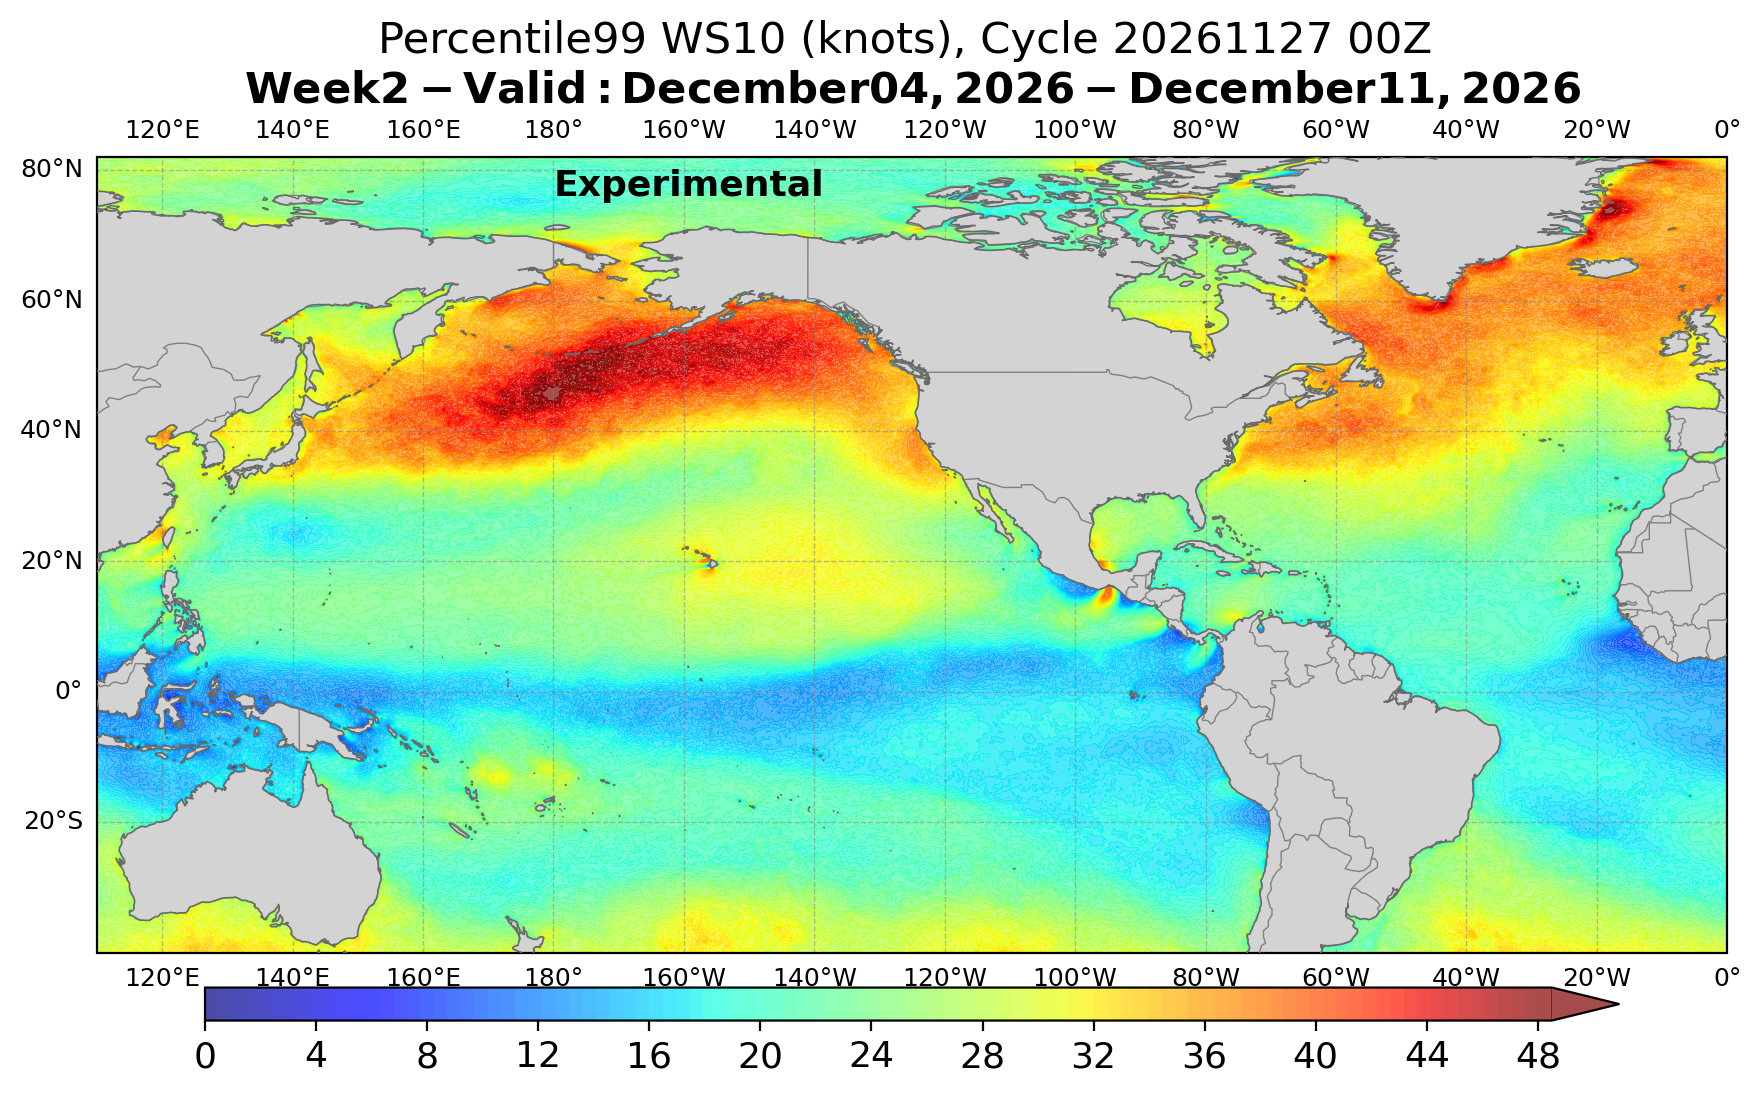 Percentile99 WS10 (knots), Cycle 20261127 00Z
Week2 − Valid : December04, 2026 − December11, 2026
120°E 140°E 160°E 180° 160°W 140°W 120°W 100°W 80°W 60°W 40°W 20°W 0°
80°N
Experimental
60°N
40°N
20°N
0°
20°S
120°E 140°E 160°E 180° 160°W 140°W 120°W 100°W 80°W 60°W 40°W 20°W 0°
0 4 8 12 16 20 24 28 32 36 40 44 48